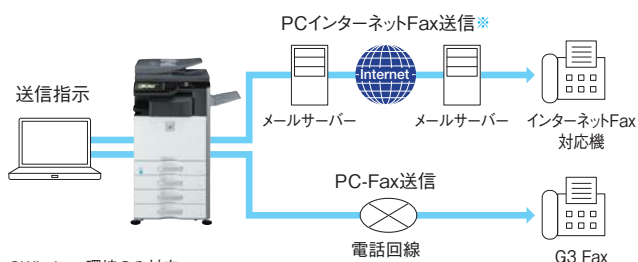 PCインターネットFax送信※
送信指示
Internet
メールサーバー
メールサーバー
インターネットFax
対応機
PC-Fax送信
電話回線
G3 Fax